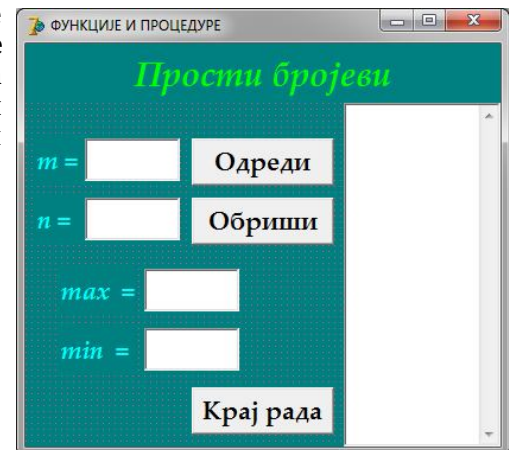 ФУНКЦИЈЕ И ПРОЦЕДУРЕ
Прости бројеви
m =
Одреди
n =
Обриши
max =
min =
Крај рада